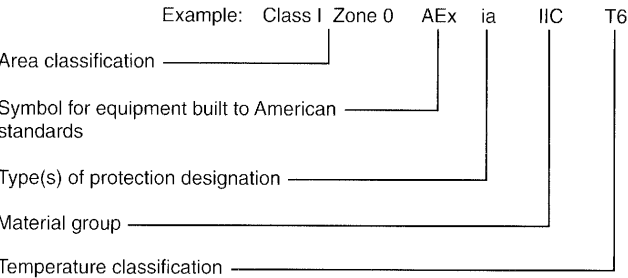 Example: Class I Zone 0 AEx ia IIC T6
Area classification
Symbol for equipment built to American
standards
Type(s) of protection designation
Material group
Temperature classification